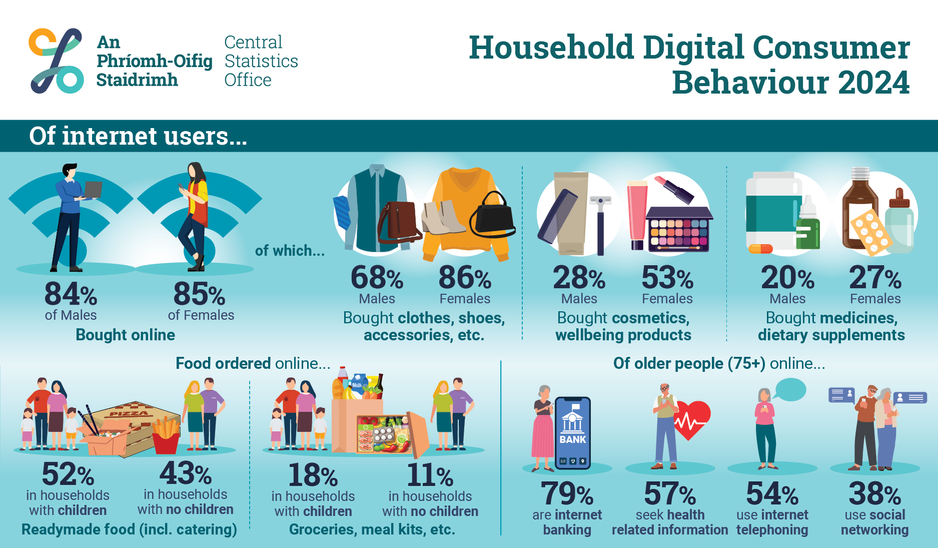 An
Phríomh-Oifig
Staidrimh
Central
Statistics
Office
Household Digital Consumer
Behaviour 2024
Of internet users...
84%
of Males
85%
of Females
Bought online
of which...
68%
Males
86%
Females
Bought clothes, shoes,
accessories, etc.
28%
Males
53%
Females
Bought cosmetics,
wellbeing products
20%
Males
27%
Females
Bought medicines,
dietary supplements
Food ordered online...
PIZZA
52%
in households
with children
43%
in households
with no children
Readymade food (incl. catering)
18%
in households
with children
11%
in households
with no children
Groceries, meal kits, etc.
Of older people (75+) online...
BANK
79%
are internet
banking
57%
seek health
related information
54%
use internet
telephoning
38%
use social
networking